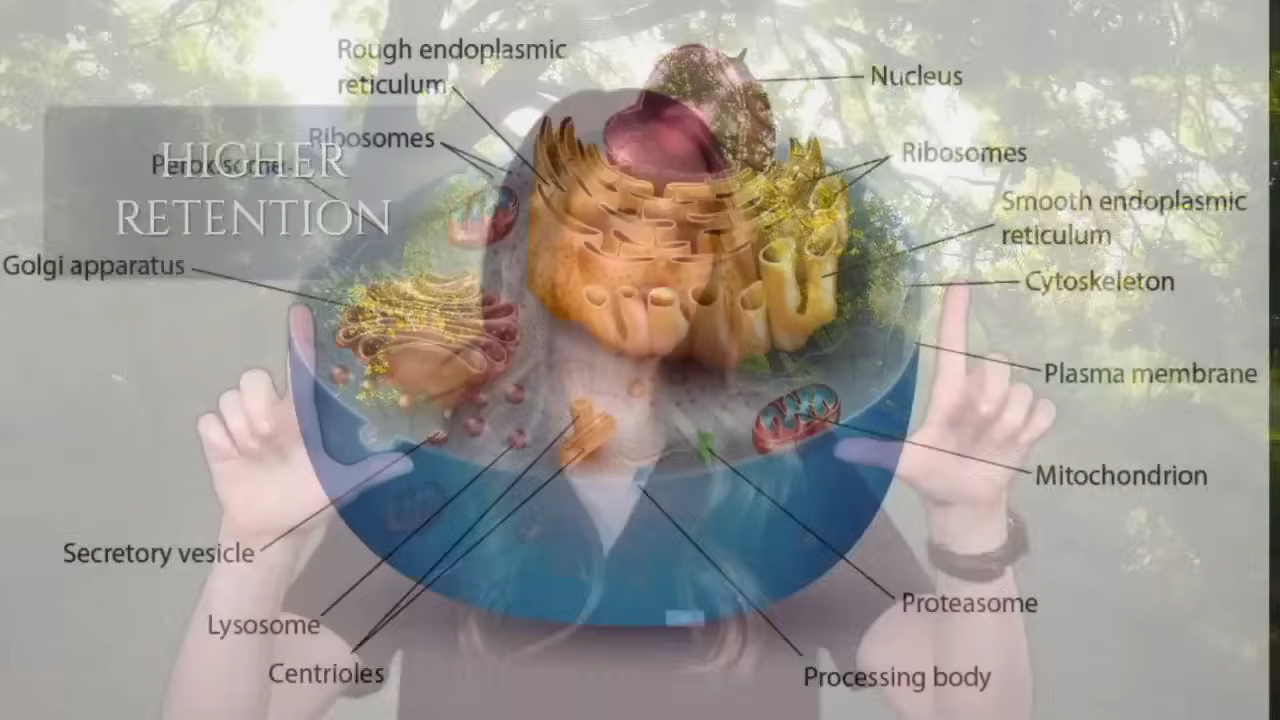 Rough endoplasmic
reticulum
Nucleus
Ribosomes
Ribosomes
Peroxisome
HIGHER
RETENTION
Smooth endoplasmic
reticulum
Golgi apparatus
Cytoskeleton
Plasma membrane
Mitochondrion
Secretory vesicle
Proteasome
Lysosome
Centrioles
Processing body